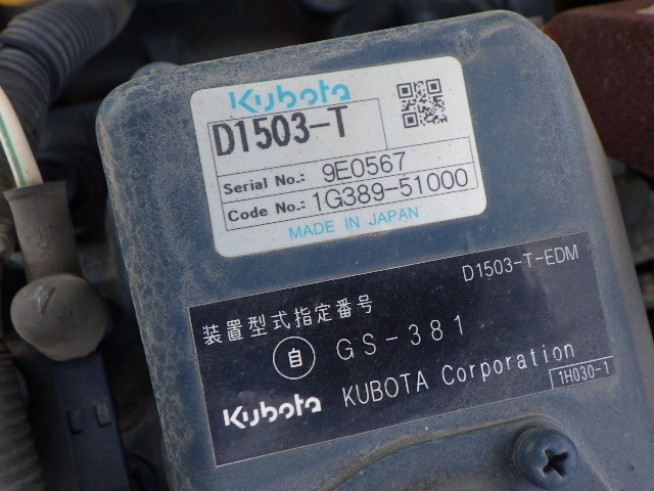 Kubota
D1503-T
Serial No.: 9E0567
Code No.: 1G389-51000
MADE IN JAPAN
D1503-T-EDM
装置型式指定番号
自 GS-381
Kubota KUBOTA Corporation
1H030-1